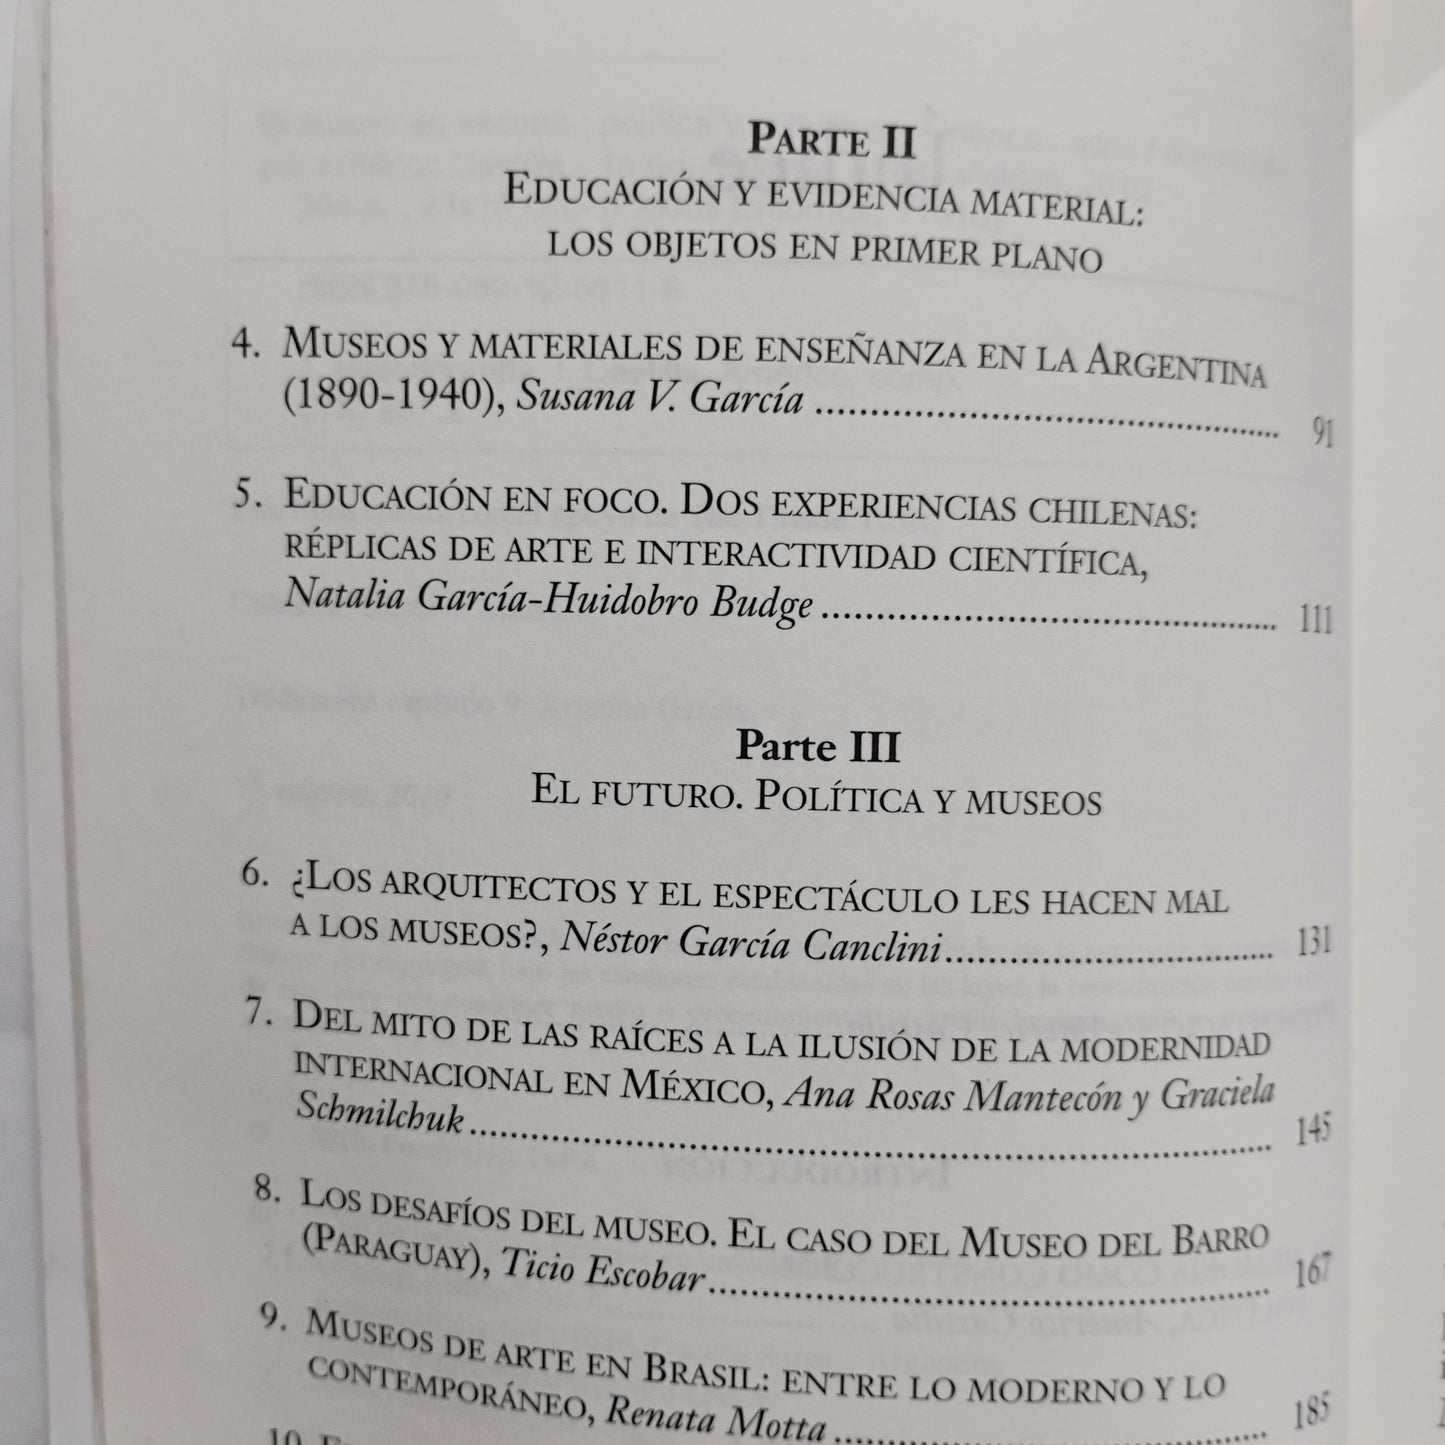 PARTE II
EDUCACIÓN Y EVIDENCIA MATERIAL:
LOS OBJETOS EN PRIMER PLANO
4. MUSEOS Y MATERIALES DE ENSEÑANZA EN LA ARGENTINA
(1890-1940), Susana V. García ........ 91
5. EDUCACIÓN EN FOCO. DOS EXPERIENCIAS CHILENAS:
RÉPLICAS DE ARTE E INTERACTIVIDAD CIENTÍFICA,
Natalia García-Huidobro Budge ........ 111
Parte III
EL FUTURO. POLÍTICA Y MUSEOS
6. ¿LOS ARQUITECTOS Y EL ESPECTÁCULO LES HACEN MAL
A LOS MUSEOS?, Néstor García Canclini ........ 131
7. DEL MITO DE LAS RAÍCES A LA ILUSIÓN DE LA MODERNIDAD
INTERNACIONAL EN MÉXICO, Ana Rosas Mantecón y Graciela
Schmilchuk ........ 145
8. LOS DESAFÍOS DEL MUSEO. EL CASO DEL MUSEO DEL BARRO
(PARAGUAY), Ticio Escobar ........ 167
9. MUSEOS DE ARTE EN BRASIL: ENTRE LO MODERNO Y LO
CONTEMPORÁNEO, Renata Motta ........ 185
10.